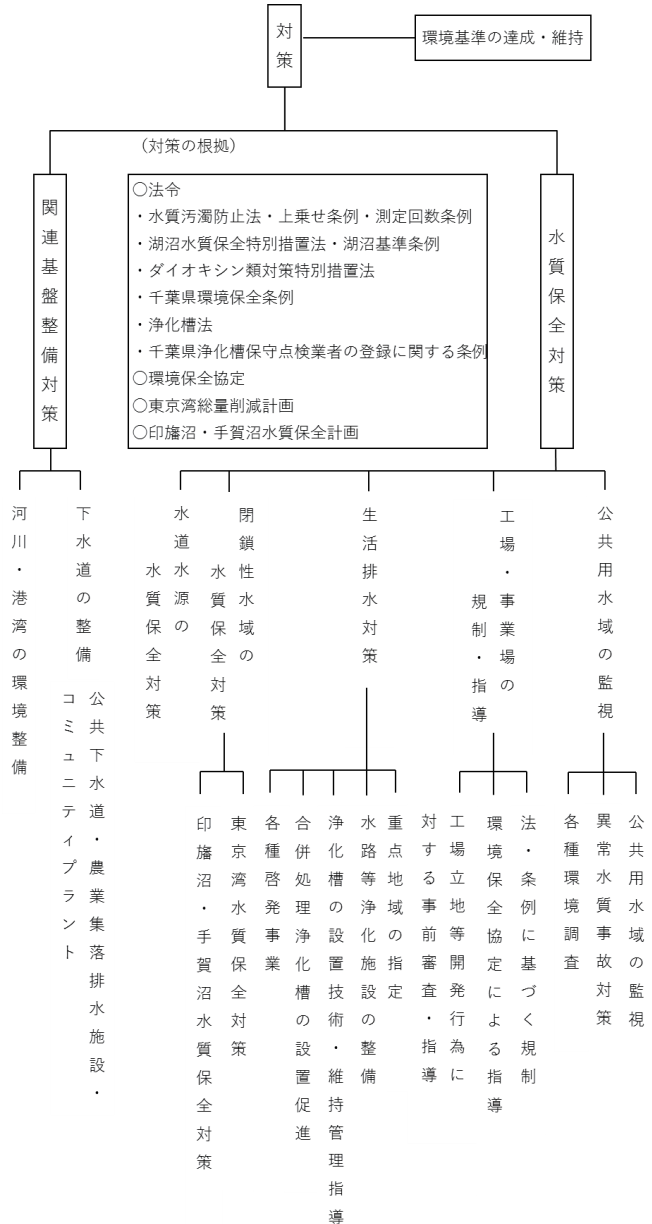 対策
環境基準の達成・維持
(対策の根拠)
○法令
・水質汚濁防止法・上乗せ条例・測定回数条例
・湖沼水質保全特別措置法・湖沼基準条例
・ダイオキシン類対策特別措置法
・千葉県環境保全条例
・浄化槽法
・千葉県浄化槽保守点検業者の登録に関する条例
○環境保全協定
○東京湾総量削減計画
○印旛沼・手賀沼水質保全計画
水質保全対策
関連基盤整備対策
公共用水域の監視
工場・事業場の
規制・指導
生活排水対策
閉鎖性水域の
水質保全対策
水道水源の
水質保全対策
下水道の整備
公共下水道・農業集落排水施設・
コミュニティプラント
河川・港湾の環境整備
公共用水域の監視
異常水質事故対策
各種環境調査
法・条例に基づく規制
環境保全協定による指導
工場立地等開発行為に
対する事前審査・指導
重点地域の指定
水路等浄化施設の整備
浄化槽の設置技術・維持管理指導
合併処理浄化槽の設置促進
各種啓発事業
東京湾水質保全対策
印旛沼・手賀沼水質保全対策